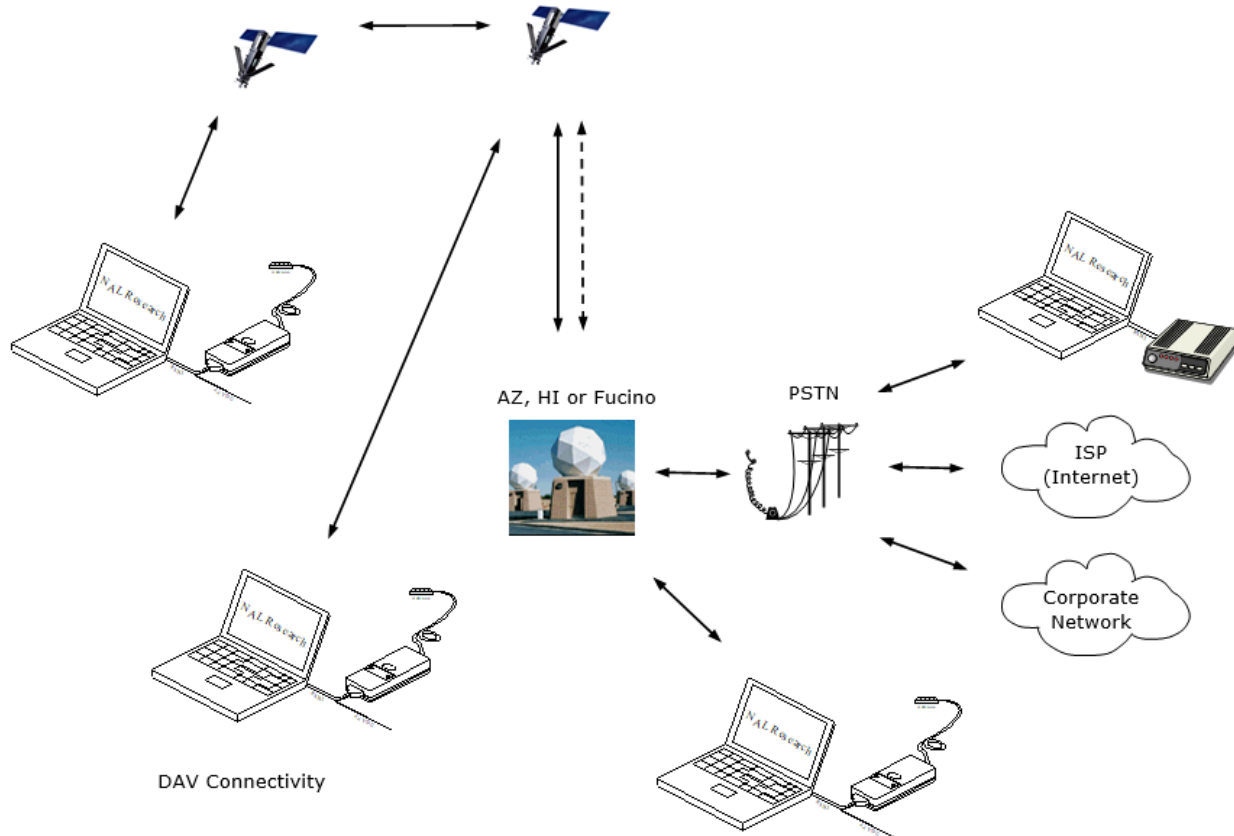 NAL Research
NAL Research
AZ, HI or Fucino
PSTN
ISP
(Internet)
NAL Research
Corporate
Network
NAL Research
DAV Connectivity